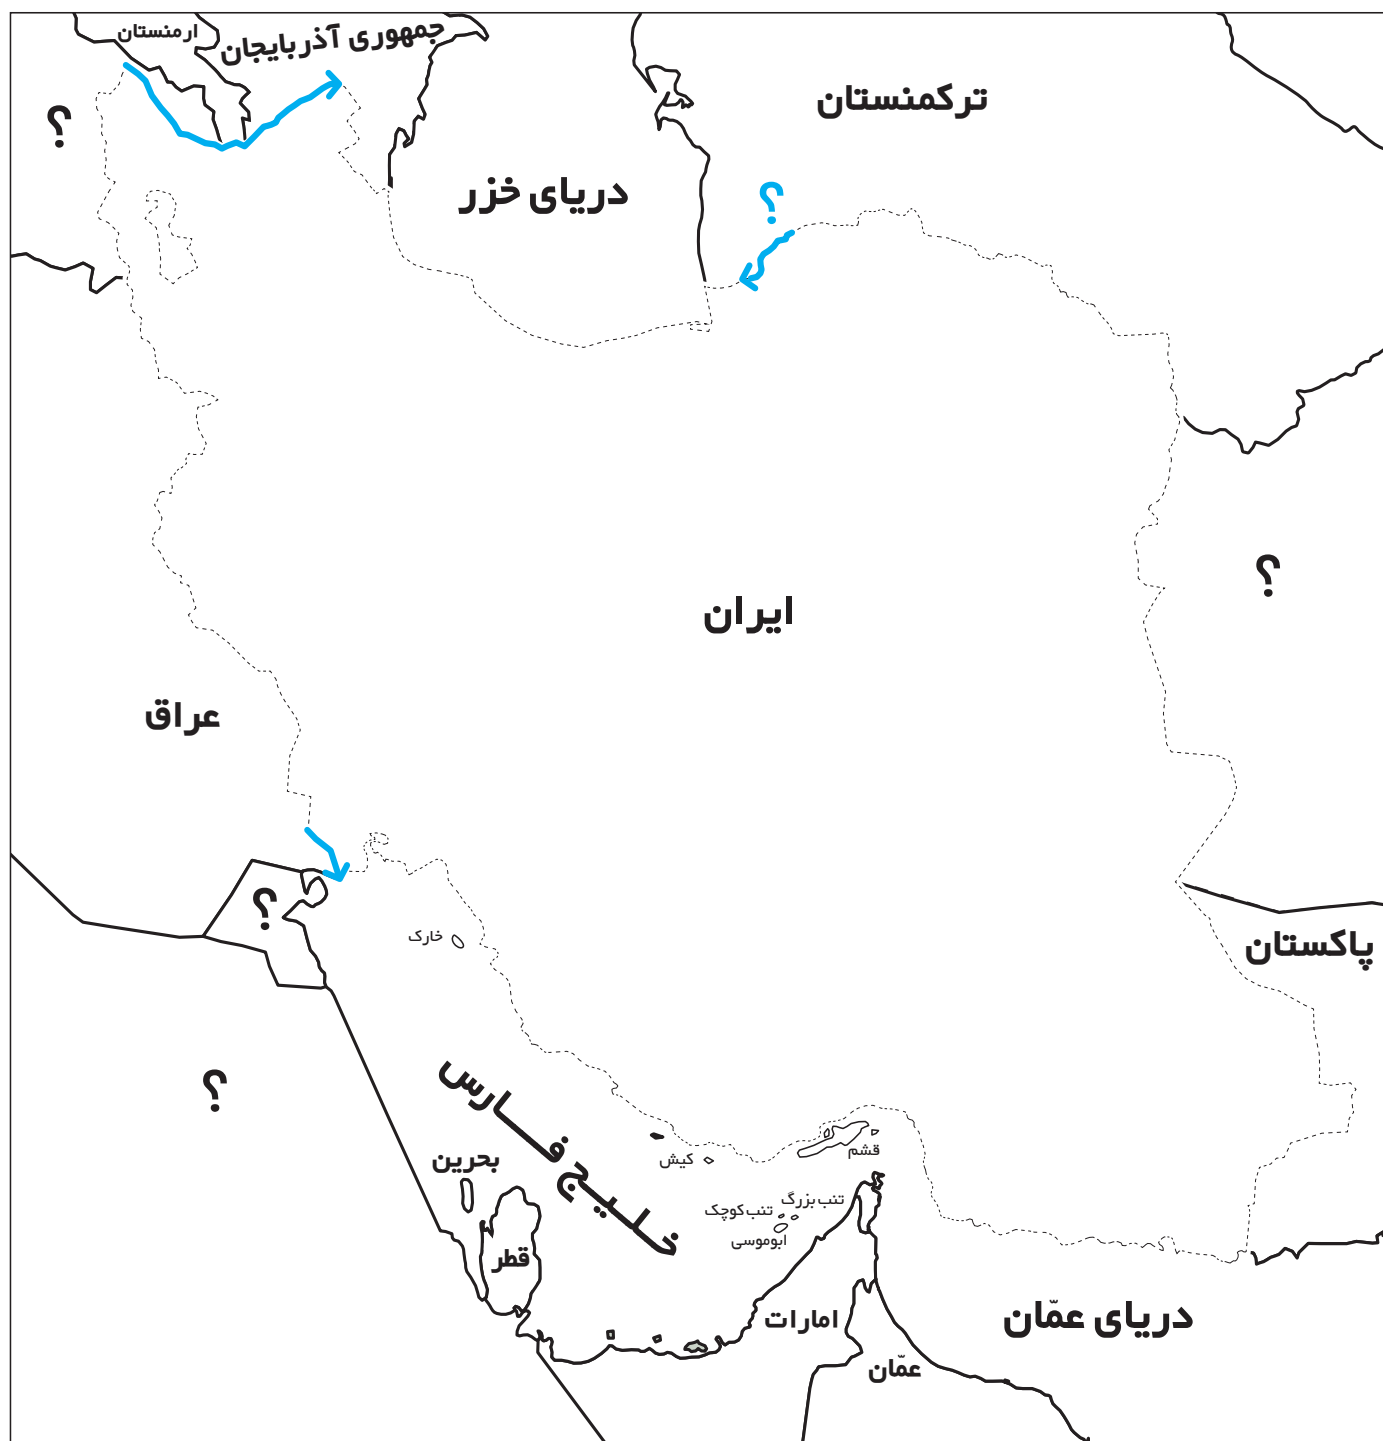 ارمنستان
جمهوری آذربایجان
ترکمنستان
؟
دریای خزر
؟
؟
ایران
عراق
؟
خارک
پاکستان
؟
خلیج فارس
بحرین
کیش
قشم
تنب بزرگ
تنب کوچک
ابوموسی
قطر
امارات
دریای عمّان
عمّان